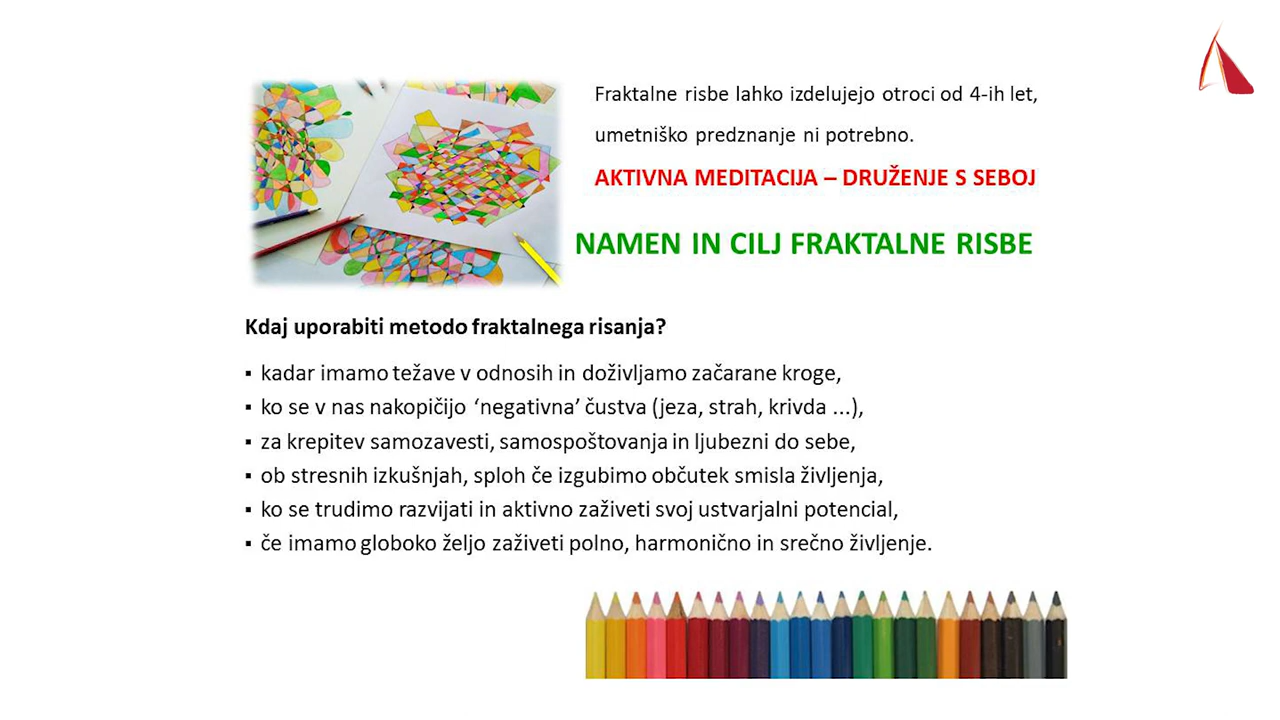 Fraktalne risbe lahko izdelujejo otroci od 4-ih let,
umetniško predznanje ni potrebno.
AKTIVNA MEDITACIJA – DRUŽENJE S SEBOJ
NAMEN IN CILJ FRAKTALNE RISBE
Kdaj uporabiti metodo fraktalnega risanja?
▪ kadar imamo težave v odnosih in doživljamo začarane kroge,
▪ ko se v nas nakopičijo ‘negativna’ čustva (jeza, strah, krivda ...),
▪ za krepitev samozavesti, samospoštovanja in ljubezni do sebe,
▪ ob stresnih izkušnjah, sploh če izgubimo občutek smisla življenja,
▪ ko se trudimo razvijati in aktivno zaživeti svoj ustvarjalni potencial,
▪ če imamo globoko željo zaživeti polno, harmonično in srečno življenje.